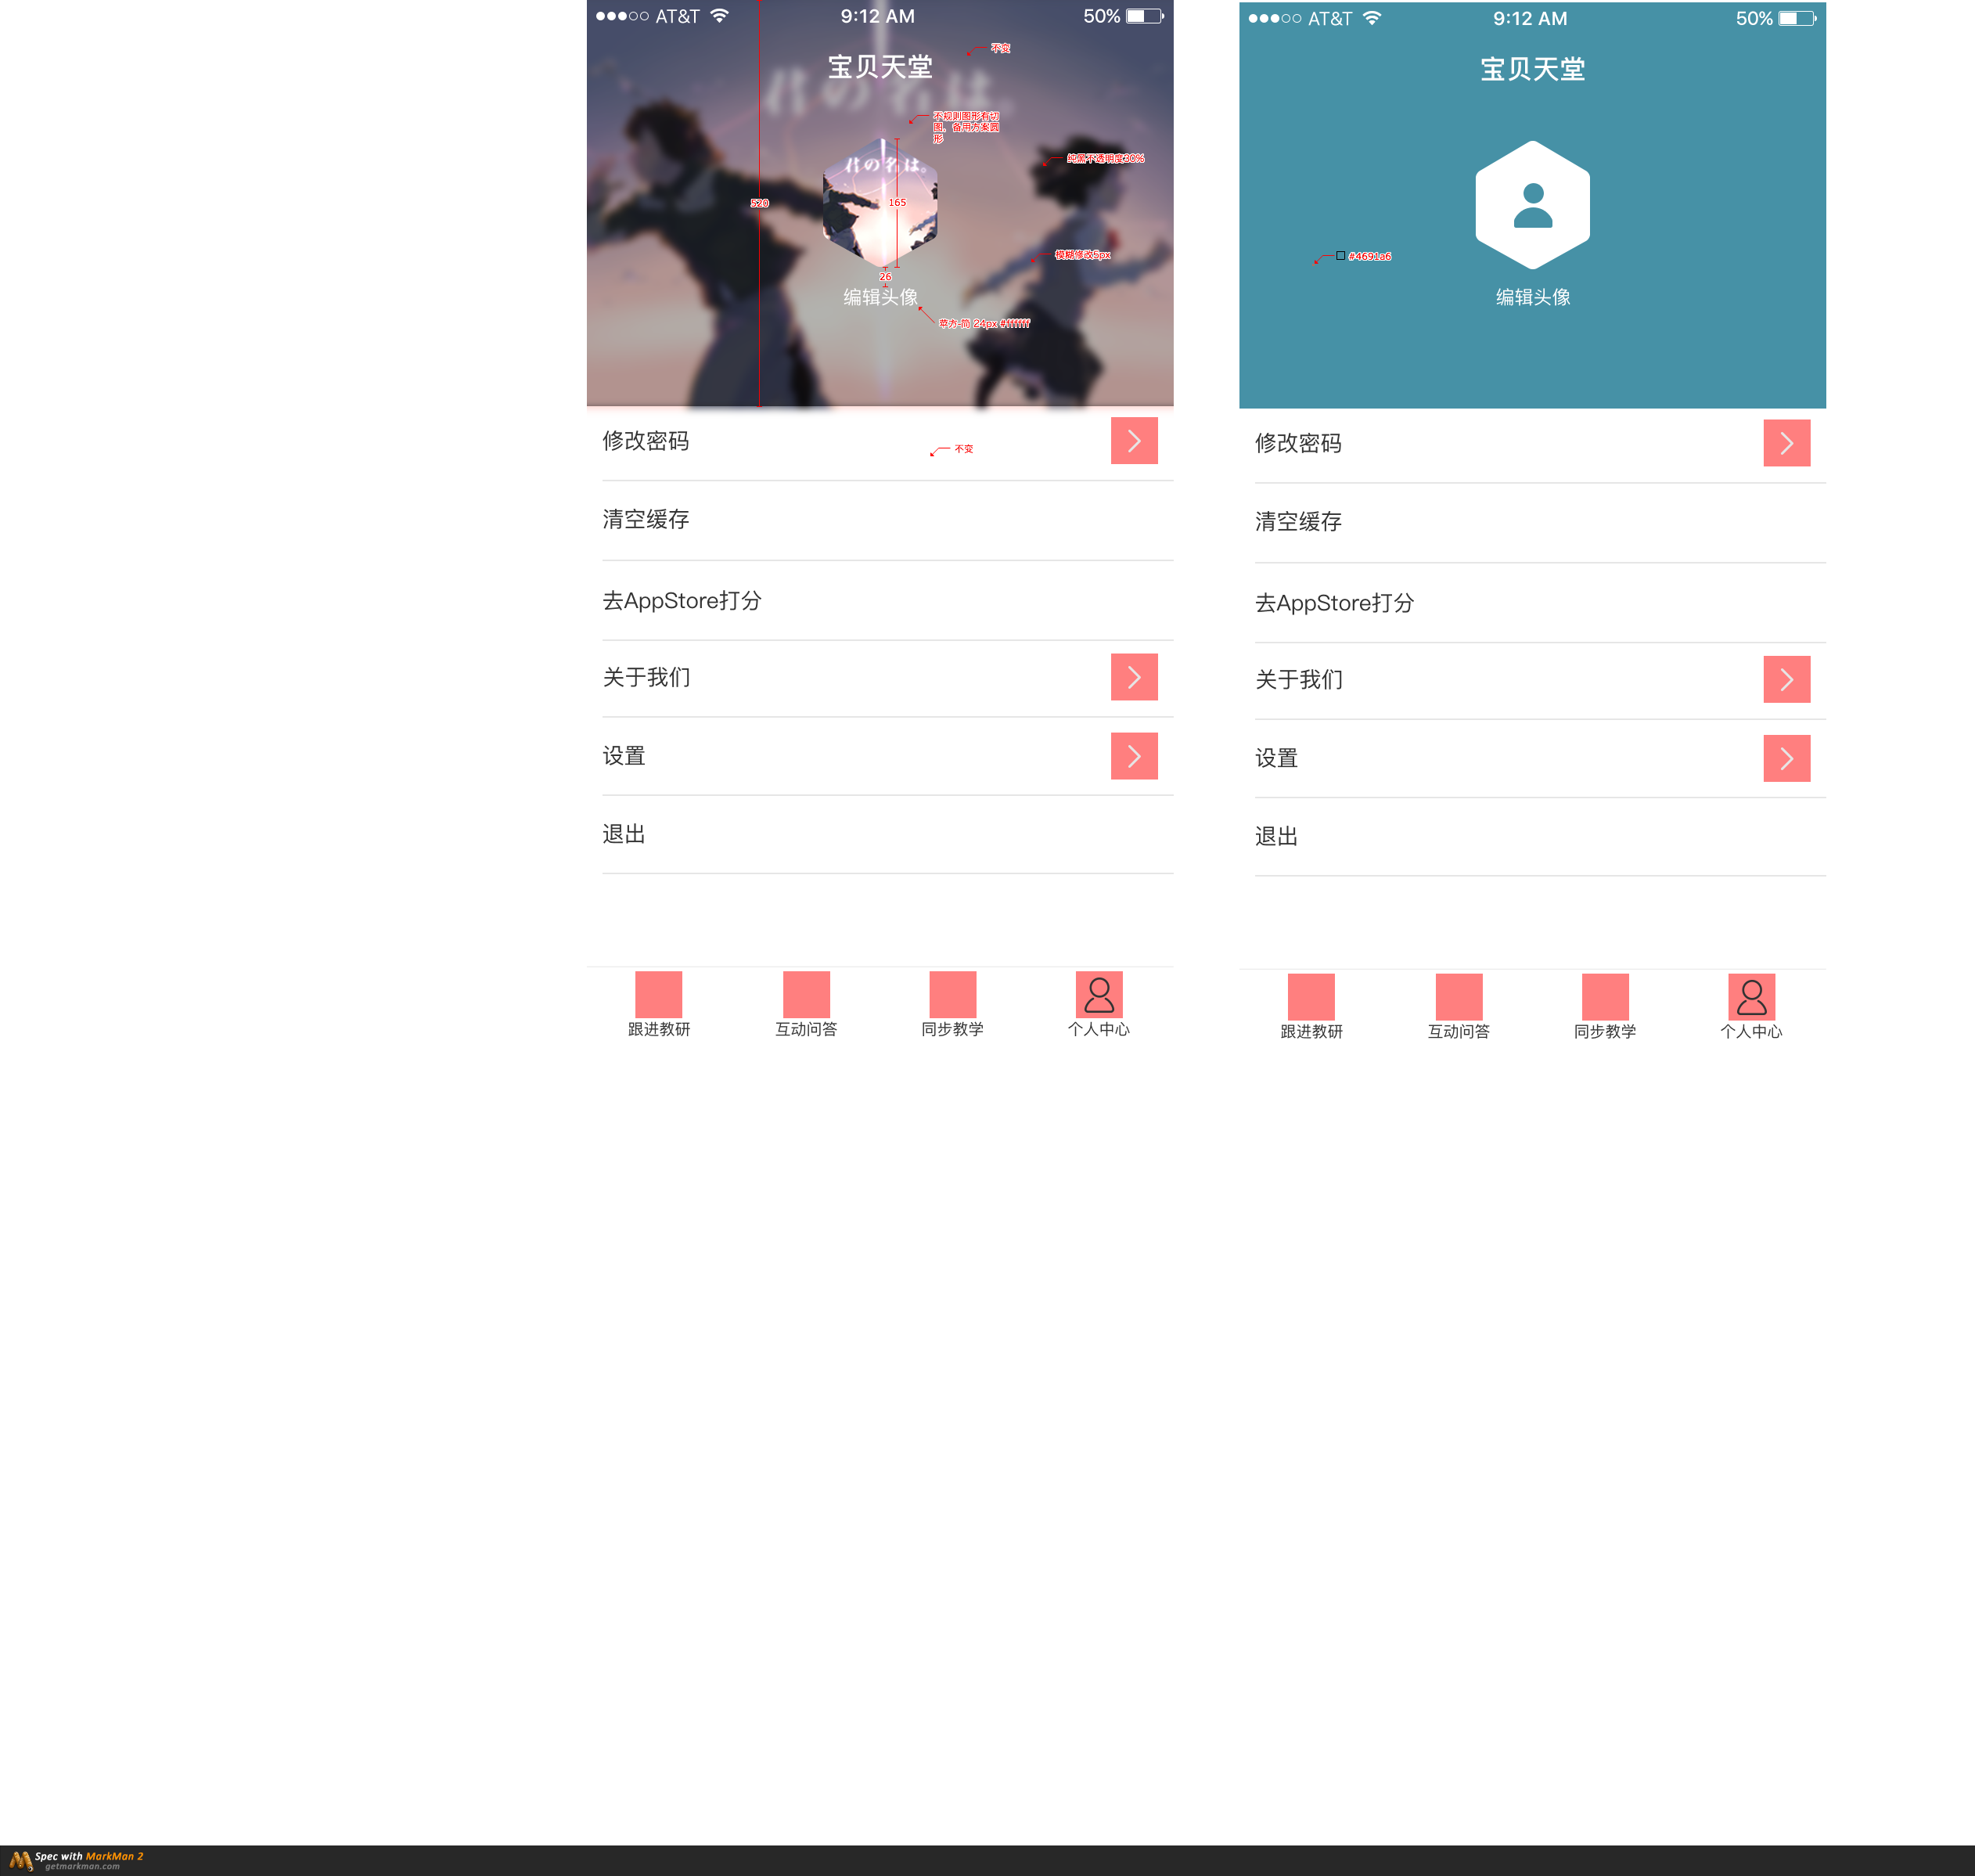 AT&T
9:12 AM
50%
不变
宝贝天堂
君の名は。
不规则图形有切
图，备用方案圆
形
君の名は。
纯黑不透明度30%
520
165
模糊修改5px
26
编辑头像
苹方-简 24px #ffffff
修改密码
不变
清空缓存
去AppStore打分
关于我们
设置
退出
跟进教研
互动问答
同步教学
个人中心
AT&T
9:12 AM
50%
宝贝天堂
#4691a6
编辑头像
修改密码
清空缓存
去AppStore打分
关于我们
设置
退出
跟进教研
互动问答
同步教学
个人中心
Spec with MarkMan 2
getmarkman.com